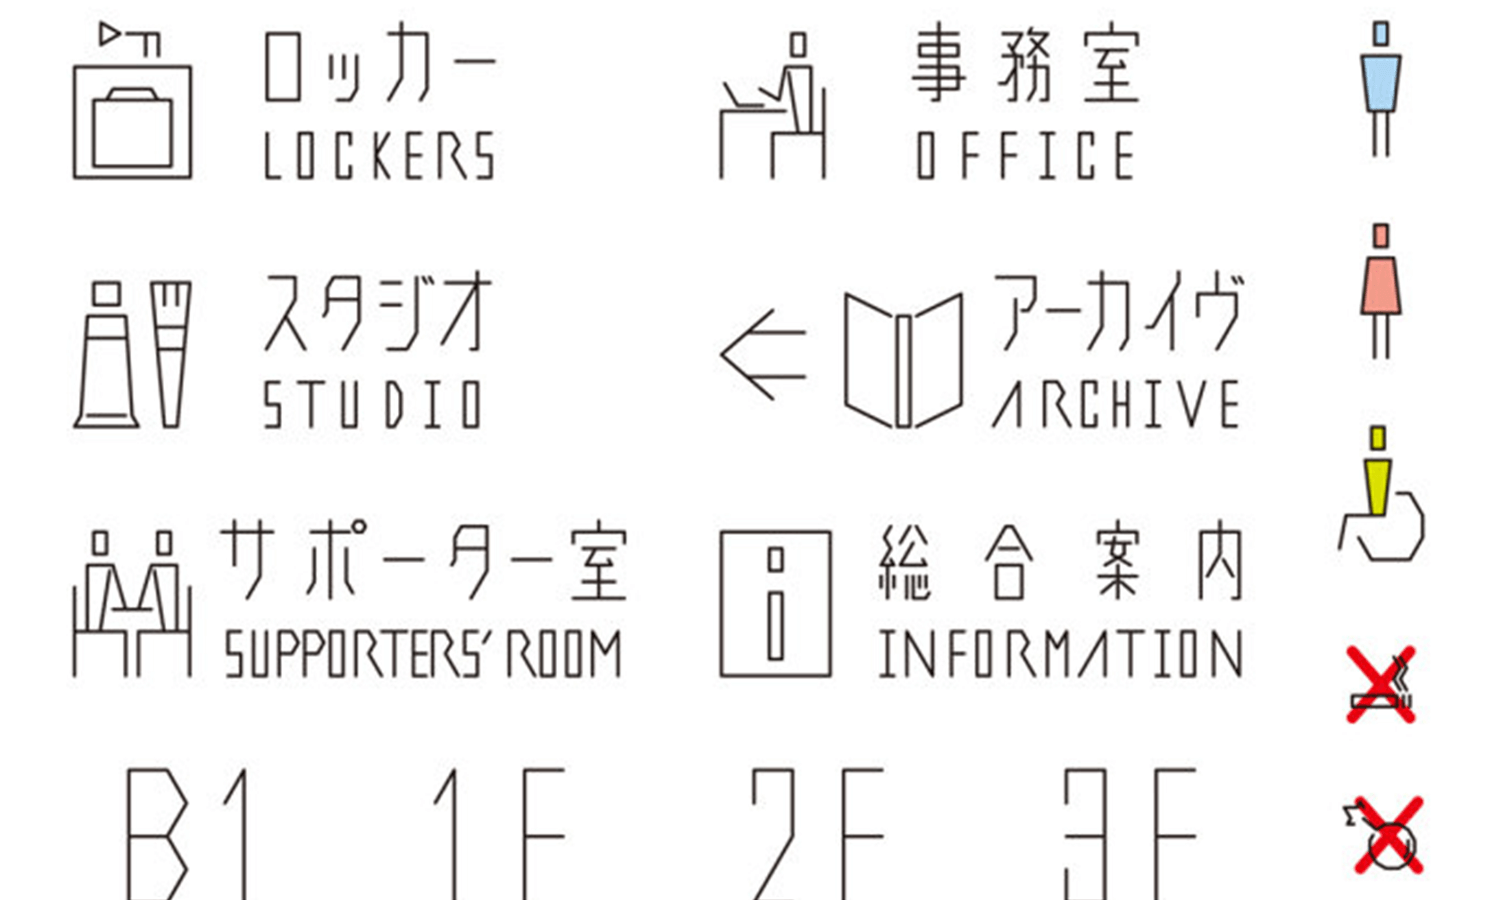 ロッカー
LOCKERS
事務室
OFFICE
スタジオ
STUDIO
アーカイヴ
ARCHIVE
サポーター室
SUPPORTERS' ROOM
総合案内
i
INFORMATION
B1
1F
2F
3F